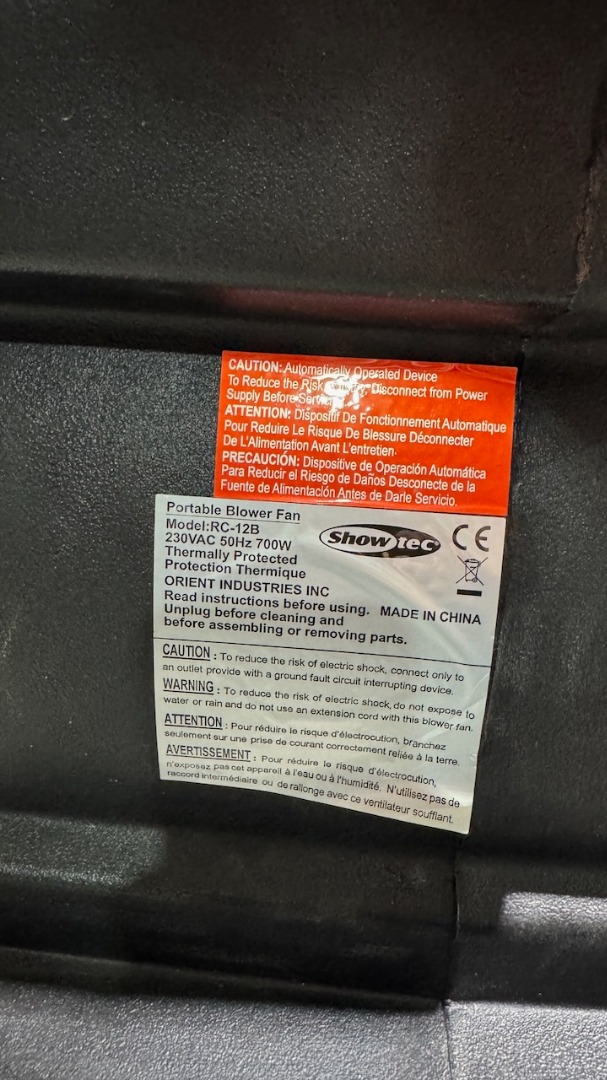 CAUTION: Automatically Operated Device
To Reduce the Risk Disconnect from Power
Supply Before
ATTENTION: Dispositif De Fonctionnement Automatique
Pour Reduire Le Risque De Blessure Déconnecter
De L'Alimentation Avant L'entretien.
PRECAUCIÓN: Dispositive de Operación Automática
Para Reducir el Riesgo de Daños Desconecte de la
Fuente de Alimentación Antes de Darle Servicio.
Portable Blower Fan
Model:RC-12B
230VAC 50Hz 700W
Thermally Protected
Protection Thermique
ORIENT INDUSTRIES INC
Showtec
CE
Read instructions before using. MADE IN CHINA
Unplug before cleaning and
before assembling or removing parts.
CAUTION : To reduce the risk of electric shock, connect only to
an outlet provide with a ground fault circuit interrupting device.
WARNING : To reduce the risk of electric shock, do not expose to
water or rain and do not use an extension cord with this blower fan.
ATTENTION : Pour réduire le risque d'électrocution, branchez
seulement sur une prise de courant correctement reliée à la terre.
AVERTISSEMENT : Pour réduire le risque d'électrocution,
n'exposez pas cet appareil à l'eau ou à l'humidité. N'utilisez pas de
raccord intermédiaire ou de rallonge avec ce ventilateur soufflant.